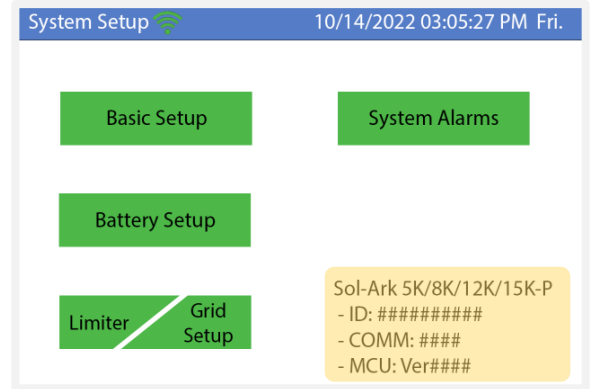 System Setup 10/14/2022 03:05:27 PM Fri.
Basic Setup
System Alarms
Battery Setup
Limiter
Grid
Setup
Sol-Ark 5K/8K/12K/15K-P
- ID: ##########
- COMM: ####
- MCU: Ver####